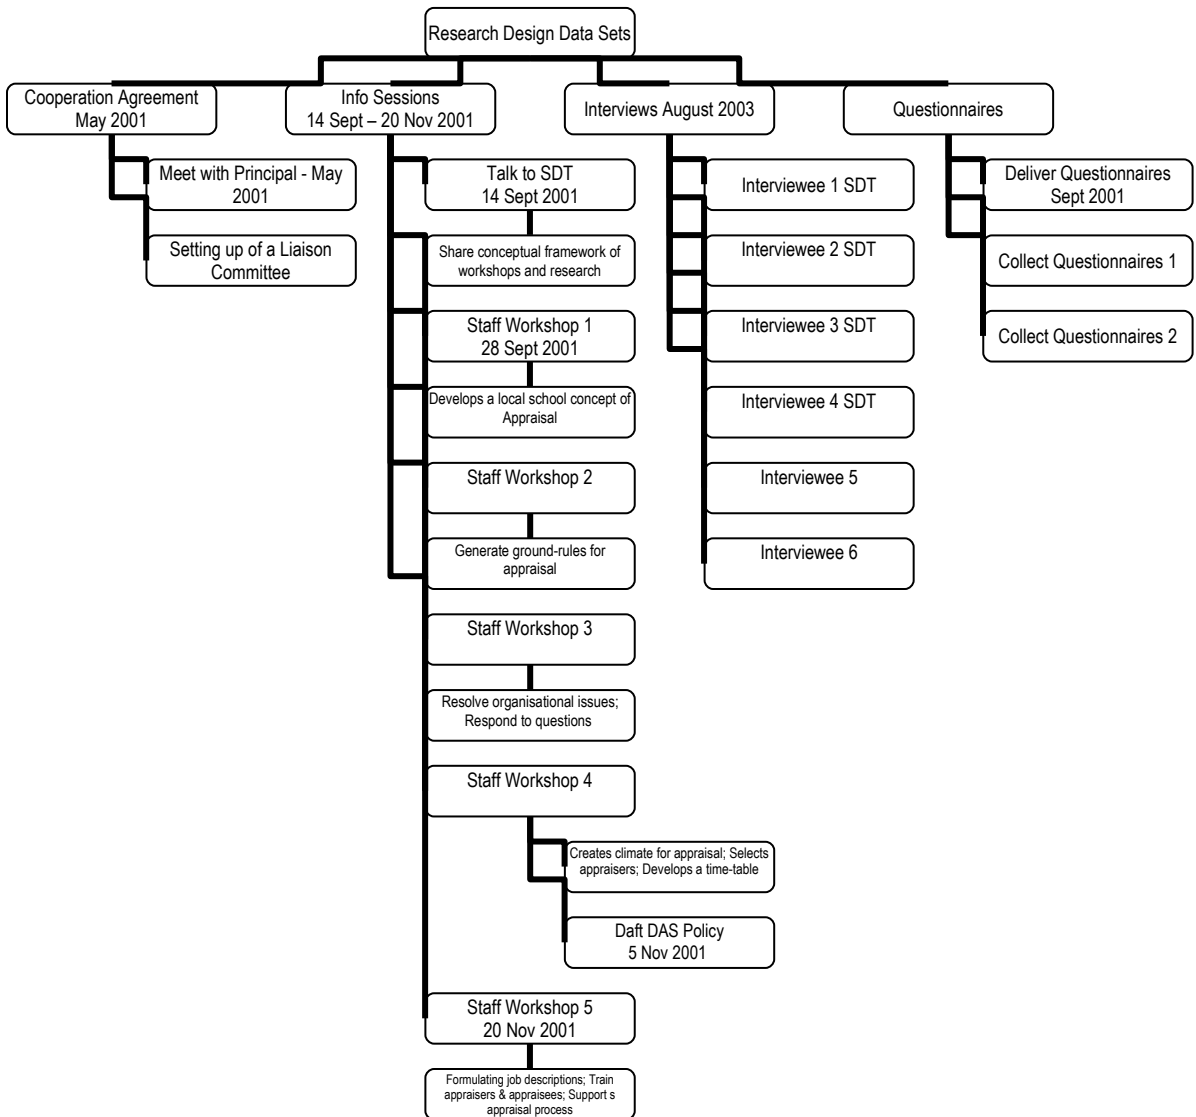 Research Design Data Sets
Cooperation Agreement
May 2001
Info Sessions
14 Sept – 20 Nov 2001
Interviews August 2003
Questionnaires
Meet with Principal - May
2001
Setting up of a Liaison
Committee
Talk to SDT
14 Sept 2001
Share conceptual framework of
workshops and research
Staff Workshop 1
28 Sept 2001
Develops a local school concept of
Appraisal
Staff Workshop 2
Generate ground-rules for
appraisal
Staff Workshop 3
Resolve organisational issues;
Respond to questions
Staff Workshop 4
Creates climate for appraisal; Selects
appraisers; Develops a time-table
Daft DAS Policy
5 Nov 2001
Staff Workshop 5
20 Nov 2001
Formulating job descriptions; Train
appraisers & appraisees; Support s
appraisal process
Interviewee 1 SDT
Interviewee 2 SDT
Interviewee 3 SDT
Interviewee 4 SDT
Interviewee 5
Interviewee 6
Deliver Questionnaires
Sept 2001
Collect Questionnaires 1
Collect Questionnaires 2